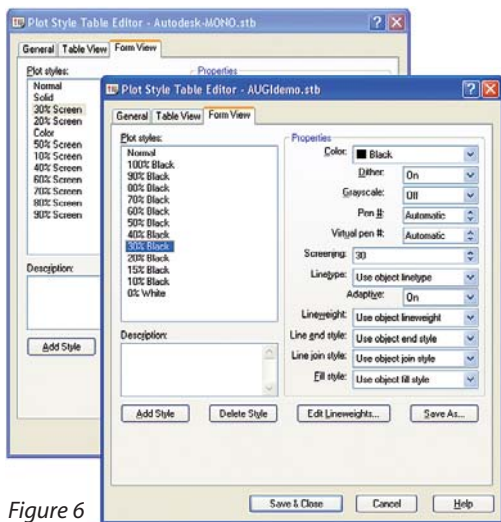 Plot Style Table Editor - Autodesk-MONO.stb
General Table View Form View
Plot styles:
Properties
Normal
Solid
30% Screen
20% Screen
Color
50% Screen
10% Screen
40% Screen
60% Screen
70% Screen
80% Screen
90% Screen
Description:
Add Style
Plot Style Table Editor - AUGIdemo.stb
General Table View Form View
Plot styles:
Normal
100% Black
90% Black
80% Black
70% Black
60% Black
50% Black
40% Black
30% Black
20% Black
15% Black
10% Black
0% White
Description:
Add Style Delete Style
Properties
Color: Black
Dither: On
Grayscale: Off
Pen #: Automatic
Virtual pen #: Automatic
Screening: 30
Linetype: Use object linetype
Adaptive: On
Lineweight: Use object lineweight
Line end style: Use object end style
Line join style: Use object join style
Fill style: Use object fill style
Edit Lineweights... Save As...
Save & Close Cancel Help
Figure 6